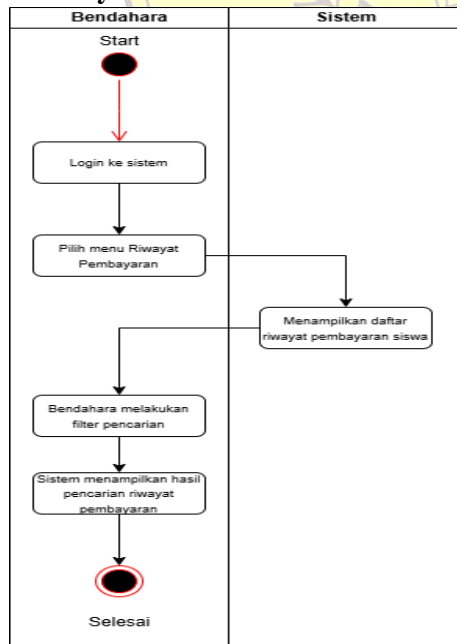 Bendahara
Sistem
Start
Login ke sistem
Pilih menu Riwayat
Pembayaran
Menampilkan daftar
riwayat pembayaran siswa
Bendahara melakukan
filter pencarian
Sistem menampilkan hasil
pencarian riwayat
pembayaran
Selesai